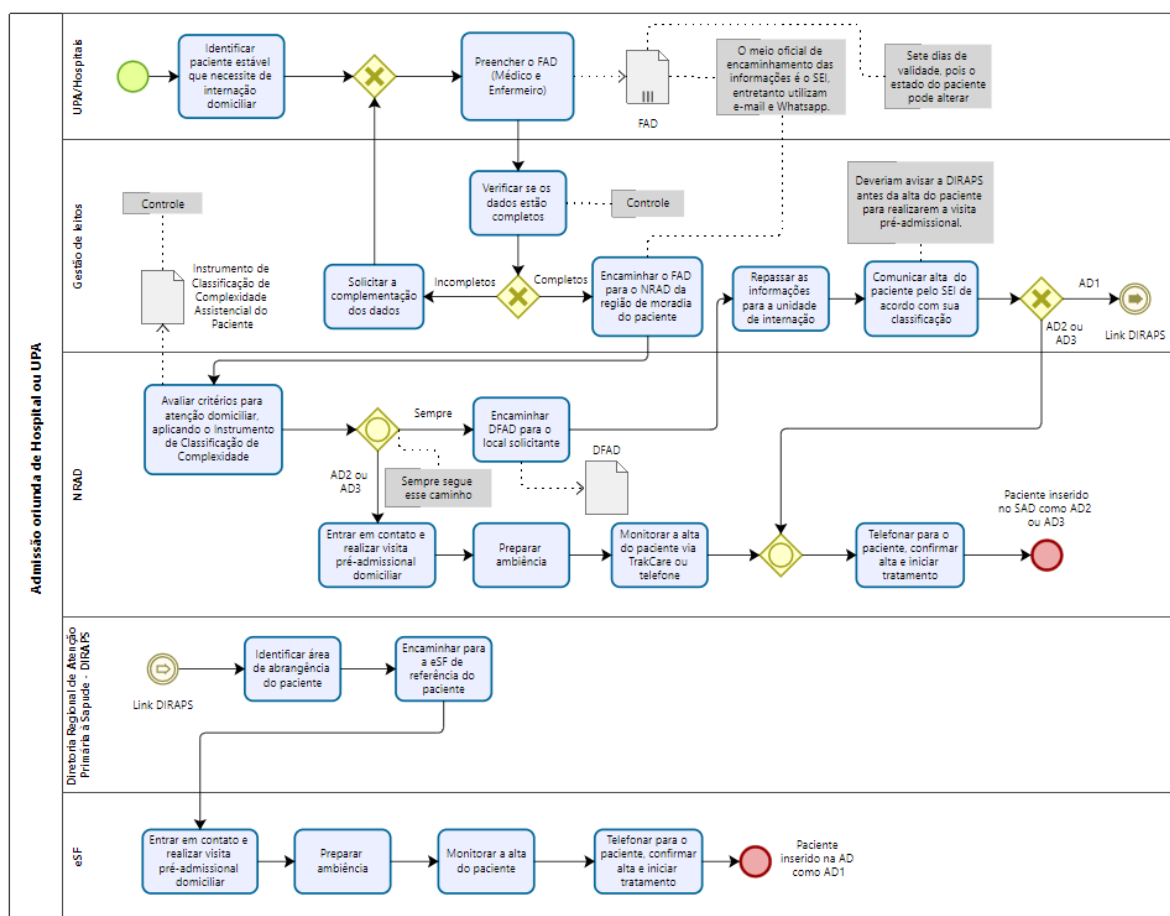 Admissão oriunda de Hospital ou UPA
UPA/Hospitais
Identificar
paciente estável
que necessite de
internação
domiciliar
Preencher o FAD
(Médico e
Enfermeiro)
FAD
O meio oficial de
encaminhamento das
informações é o SEI,
entretanto utilizam
e-mail e Whatsapp.
Sete dias de
validade, pois o
estado do paciente
pode alterar
Gestão de leitos
Controle
Instrumento de
Classificação de
Complexidade
Assistencial do
Paciente
Solicitar a
complementação
dos dados
Verificar se os
dados estão
completos
Controle
Incompletos
Completos
Encaminhar o FAD
para o NRAD da
região de moradia
do paciente
Repassar as
informações
para a unidade
de internação
Deveriam avisar a DIRAPS
antes da alta do paciente
para realizarem a visita
pré-admissional.
Comunicar alta do
paciente pelo SEI de
acordo com sua
classificação
AD1
AD2 ou
AD3
Link DIRAPS
NRAD
Avaliar critérios para
atenção domiciliar,
aplicando o Instrumento
de Classificação de
Complexidade
Sempre
AD2 ou
AD3
Sempre segue
esse caminho
Encaminhar
DFAD para o
local solicitante
DFAD
Entrar em contato e
realizar visita
pré-admissional
domiciliar
Preparar
ambiência
Monitorar a alta
do paciente via
TrakCare ou
telefone
Telefonar para o
paciente, confirmar
alta e iniciar
tratamento
Paciente inserido
no SAD como AD2
ou AD3
Diretoria Regional de Atenção
Primária à Sapude - DIRAPS
Link DIRAPS
Identificar área
de abrangência
do paciente
Encaminhar para
a eSF de
referência do
paciente
eSF
Entrar em contato e
realizar visita
pré-admissional
domiciliar
Preparar
ambiência
Monitorar a alta
do paciente
Telefonar para o
paciente, confirmar
alta e iniciar
tratamento
Paciente
inserido na AD
como AD1